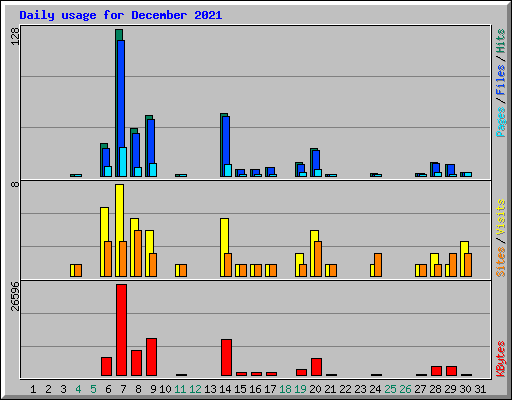 Daily usage for December 2021
128
Pages / Files / Hits
8
Sites / Visits
26596
KBytes
1 2 3 4 5 6 7 8 9 10 11 12 13 14 15 16 17 18 19 20 21 22 23 24 25 26 27 28 29 30 31